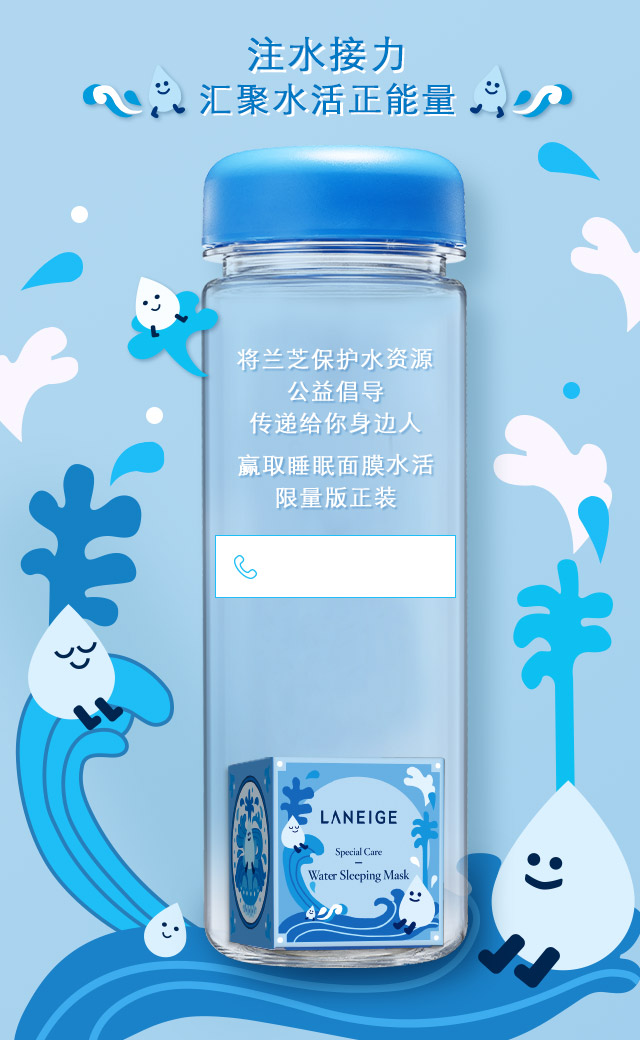 注水接力
汇聚水活正能量
将兰芝保护水资源
公益倡导
传递给你身边人
赢取睡眠面膜水活
限量版正装
LANEIGE
Special Care
Water Sleeping Mask